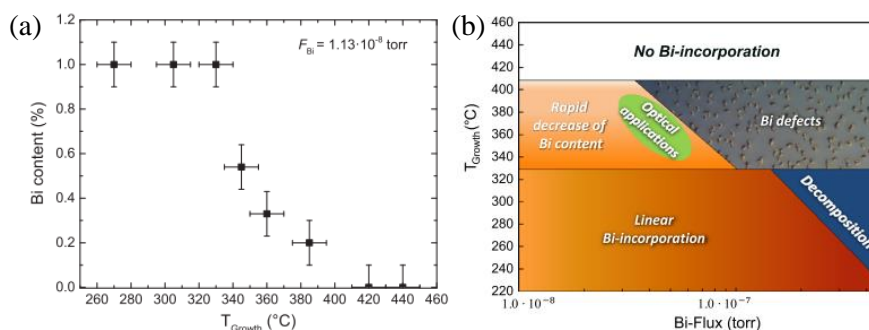 (a)
1.2
1.0
0.8
0.6
0.4
0.2
0.0
Bi content (%)
F_Bi = 1.13·10^-8 torr
260 280 300 320 340 360 380 400 420 440 460
T_Growth (°C)
(b)
460
440
420
400
380
360
340
320
300
280
260
240
220
T_Growth (°C)
No Bi-incorporation
Rapid
decrease of
Bi content
Optical
applications
Bi defects
Linear
Bi-incorporation
Decomposition
1.0·10^-8 1.0·10^-7
Bi-Flux (torr)